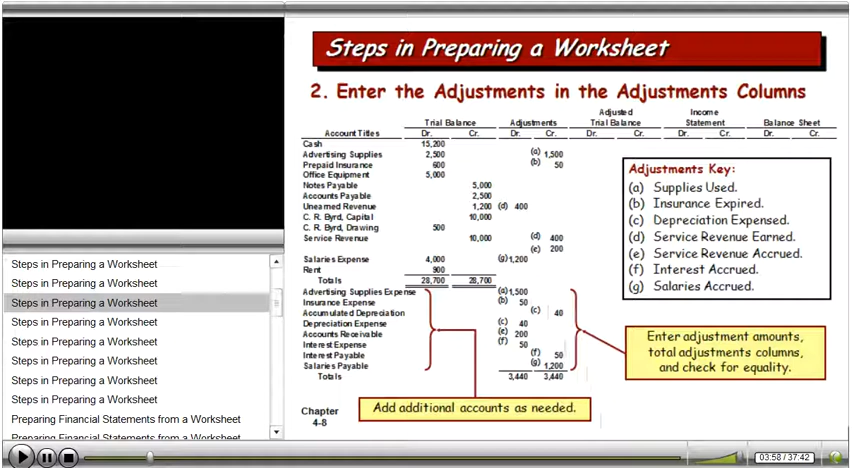 Steps in Preparing a Worksheet
2. Enter the Adjustments in the Adjustments Columns
Adjusted Income
Trial Balance Adjustments Trial Balance Statement Balance Sheet
Account Titles Dr. Cr. Dr. Cr. Dr. Cr. Dr. Cr. Dr. Cr.
Cash 15,200
Advertising Supplies 2,500 (a) 1,500
Prepaid Insurance 600 (b) 50
Office Equipment 5,000
Notes Payable 5,000
Accounts Payable 2,500
Unearned Revenue 1,200 (d) 400
C. R. Byrd, Capital 10,000
C. R. Byrd, Drawing 500
Service Revenue 10,000 (d) 400
(e) 200
Salaries Expense 4,000 (g) 1,200
Rent 900
Totals 28,700 28,700
Advertising Supplies Expense (a) 1,500
Insurance Expense (b) 50
Accumulated Depreciation (c) 40
Depreciation Expense (c) 40
Accounts Receivable (e) 200
Interest Expense (f) 50
Interest Payable (f) 50
Salaries Payable (g) 1,200
Totals 3,440 3,440
Adjustments Key:
(a) Supplies Used.
(b) Insurance Expired.
(c) Depreciation Expensed.
(d) Service Revenue Earned.
(e) Service Revenue Accrued.
(f) Interest Accrued.
(g) Salaries Accrued.
Enter adjustment amounts,
total adjustments columns,
and check for equality.
Add additional accounts as needed.
Chapter
4-8
Steps in Preparing a Worksheet
Steps in Preparing a Worksheet
Steps in Preparing a Worksheet
Steps in Preparing a Worksheet
Steps in Preparing a Worksheet
Steps in Preparing a Worksheet
Steps in Preparing a Worksheet
Steps in Preparing a Worksheet
Preparing Financial Statements from a Worksheet
Preparing Financial Statements from a Worksheet
03:58 / 37:42